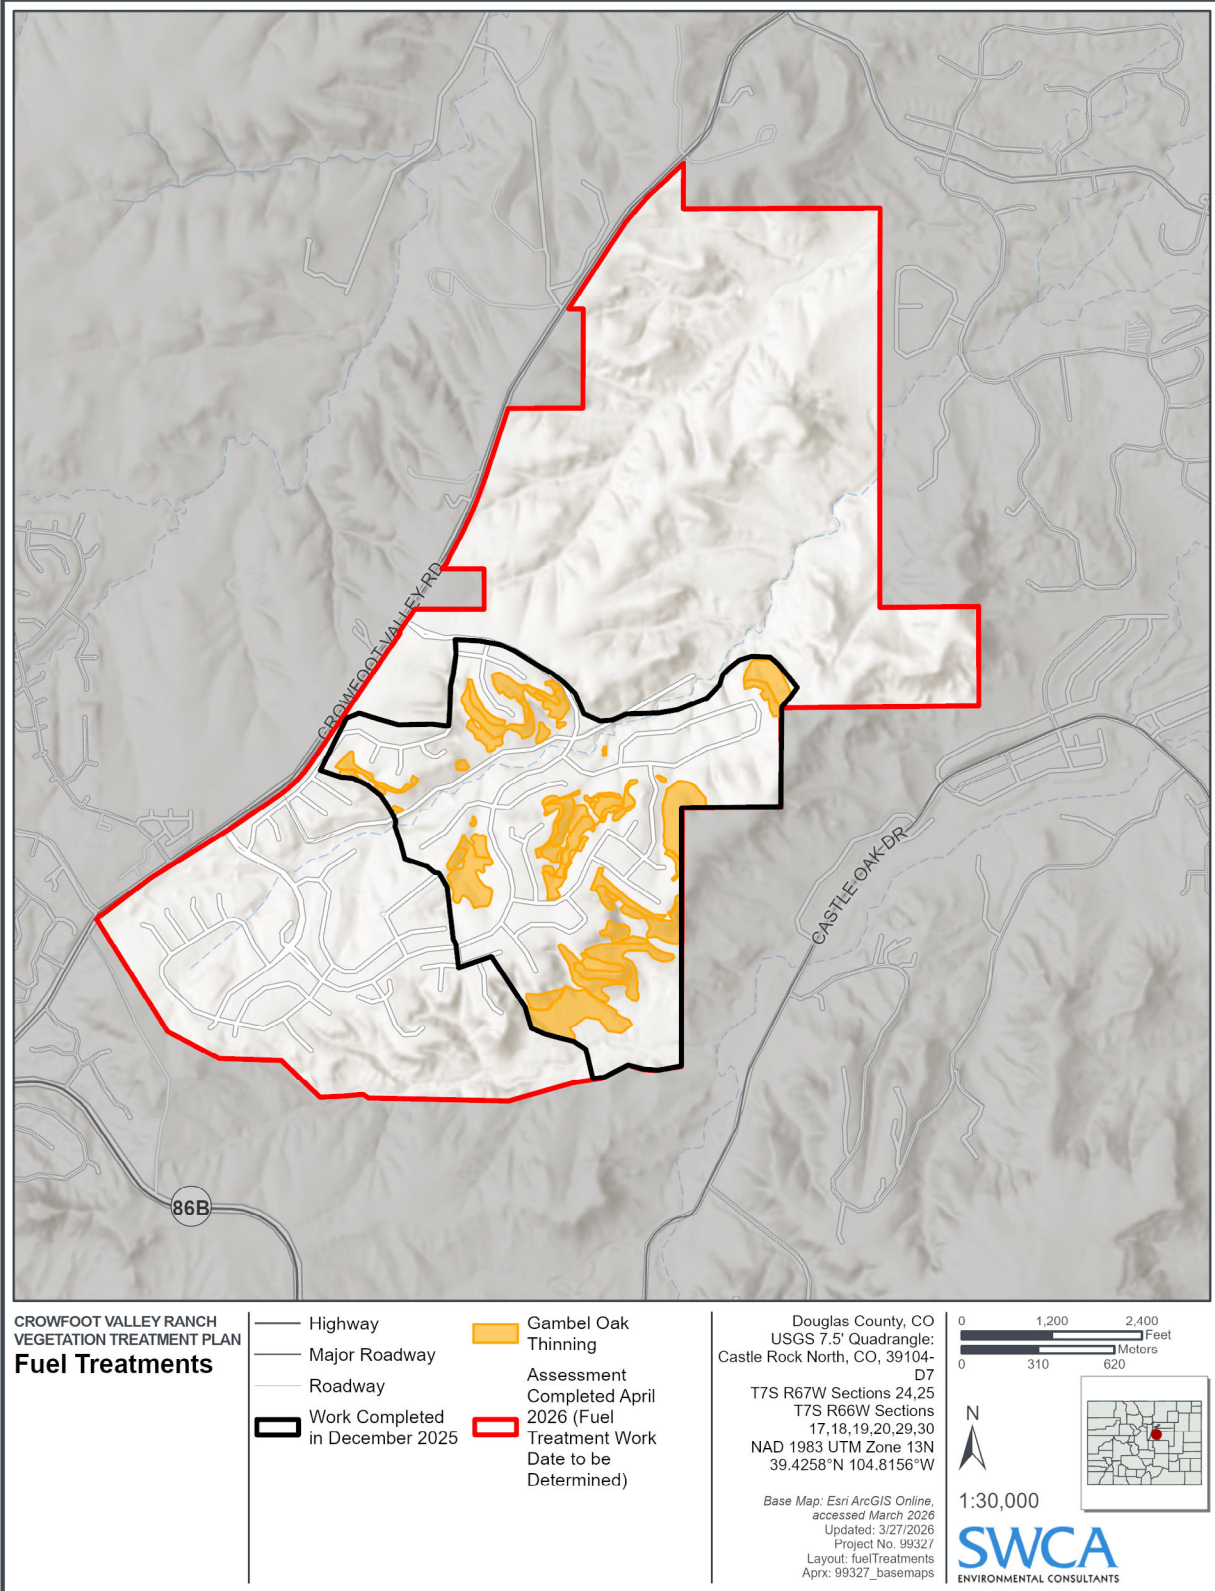 CROWFOOT VALLEY RD
CASTLE OAK DR
86B
CROWFOOT VALLEY RANCH
VEGETATION TREATMENT PLAN
Fuel Treatments
Highway
Major Roadway
Roadway
Work Completed
in December 2025
Gambel Oak
Thinning
Assessment
Completed April
2026 (Fuel
Treatment Work
Date to be
Determined)
Douglas County, CO
USGS 7.5' Quadrangle:
Castle Rock North, CO, 39104-
D7
T7S R67W Sections 24,25
T7S R66W Sections
17,18,19,20,29,30
NAD 1983 UTM Zone 13N
39.4258°N 104.8156°W
Base Map: Esri ArcGIS Online,
accessed March 2026
Updated: 3/27/2026
Project No. 99327
Layout: fuelTreatments
Aprx: 99327_basemaps
0 1,200 2,400
Feet
Meters
0 310 620
N
1:30,000
SWCA
ENVIRONMENTAL CONSULTANTS